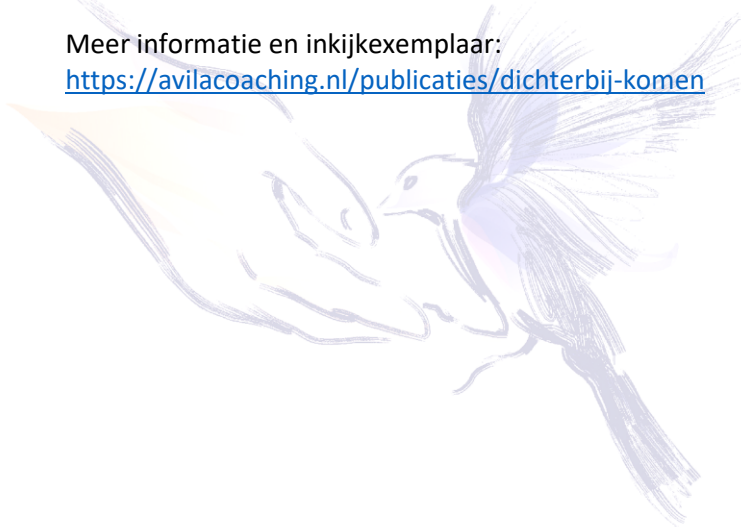 Meer informatie en inkijkexemplaar:
https://avilacoaching.nl/publicaties/dichterbij-komen